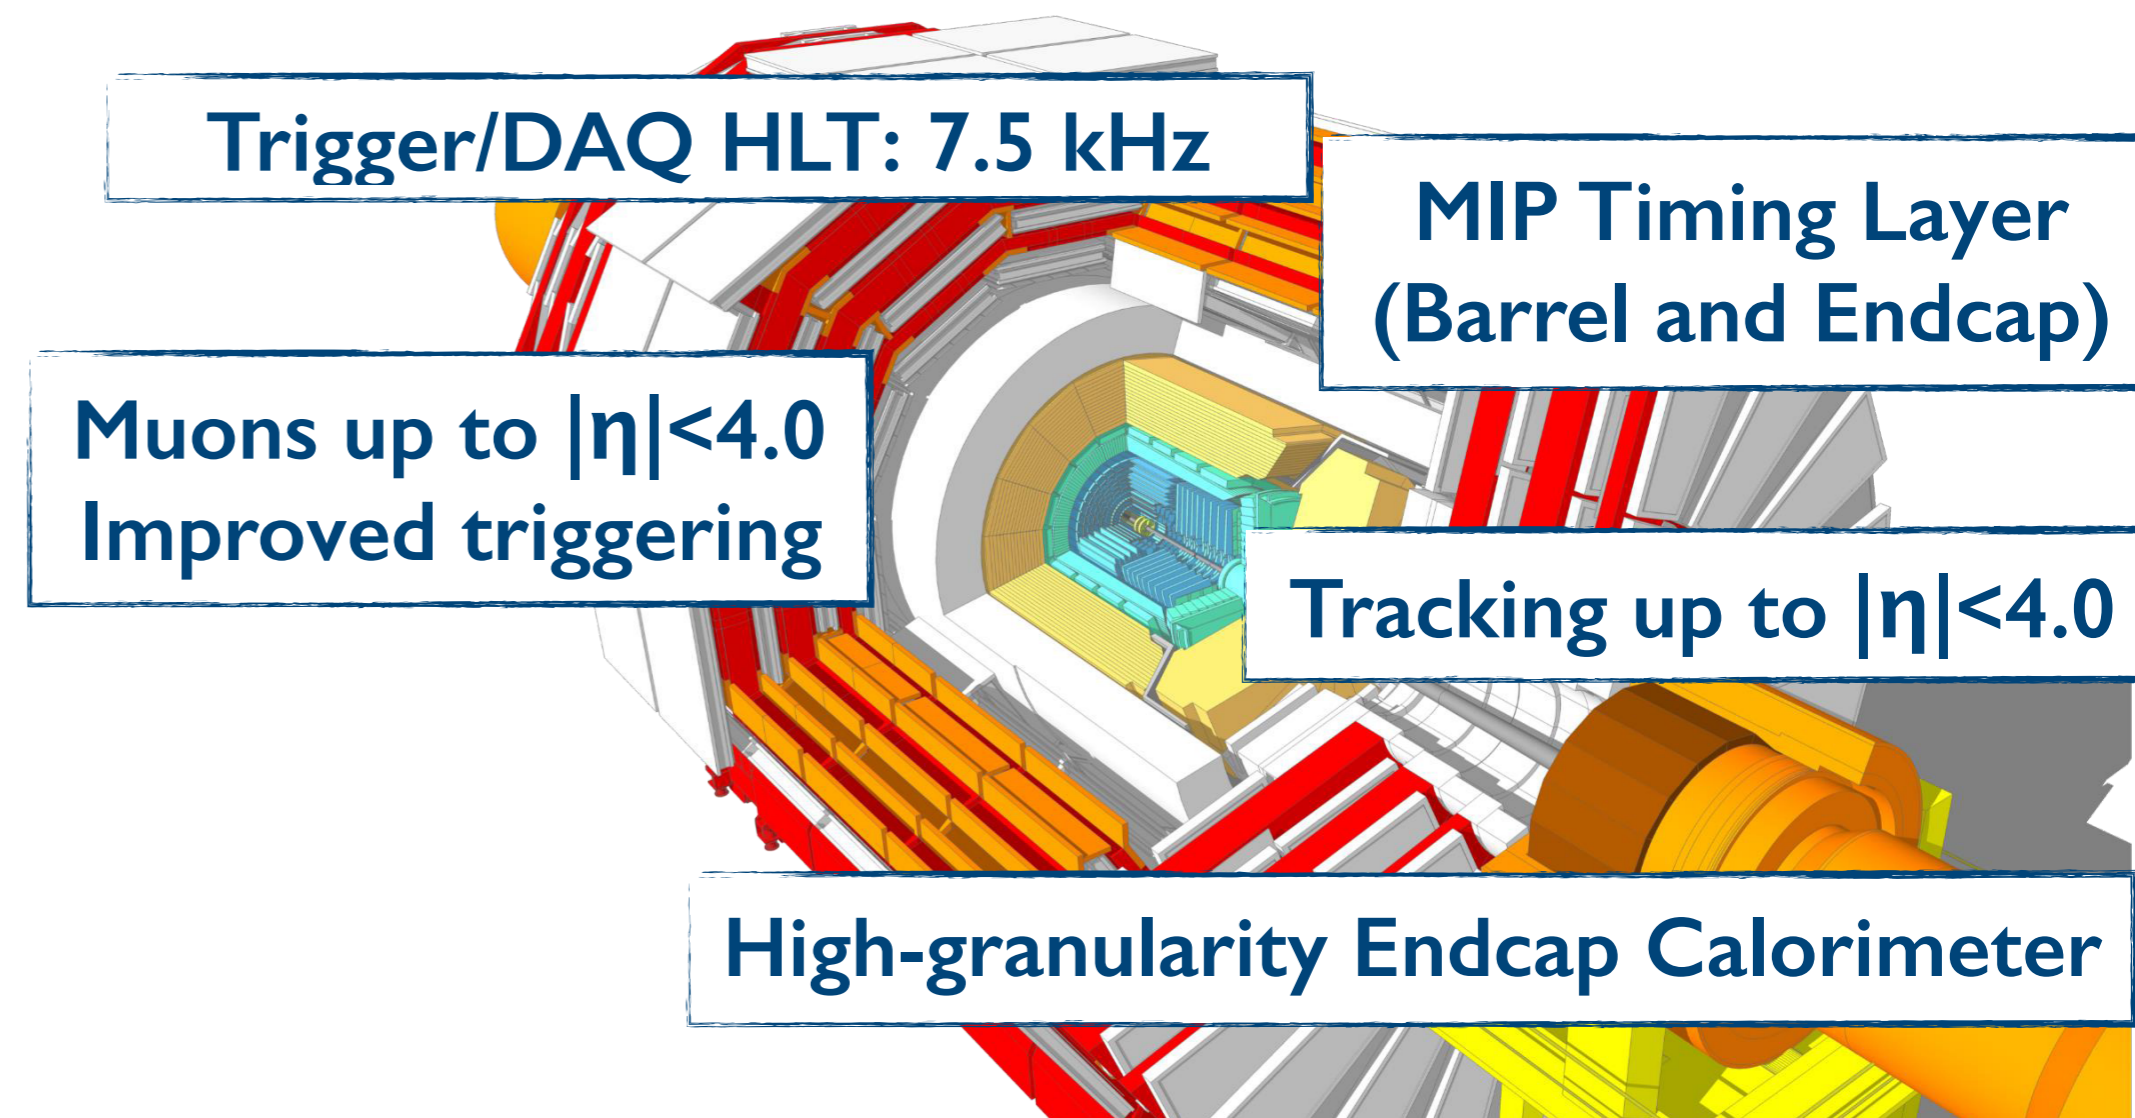 Trigger/DAQ HLT: 7.5 kHz
MIP Timing Layer
(Barrel and Endcap)
Muons up to |η|<4.0
Improved triggering
Tracking up to |η|<4.0
High-granularity Endcap Calorimeter